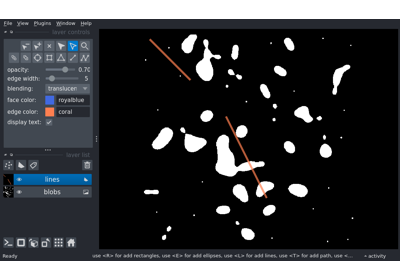 File View Plugins Window Help
layer controls
opacity: 0.70
edge width: 5
blending: translucen
face color: royalblue
edge color: coral
display text:
layer list
lines
blobs
Ready
use <R> for add rectangles, use <E> for add ellipses, use <L> for add lines, use <T> for add path, use <...
activity